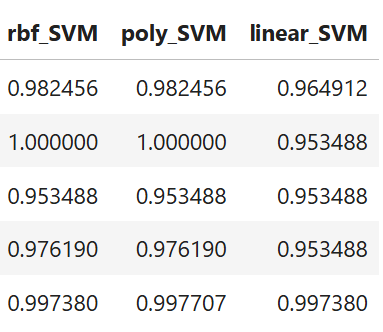 rbf_SVM poly_SVM linear_SVM
0.982456 0.982456 0.964912
1.000000 1.000000 0.953488
0.953488 0.953488 0.953488
0.976190 0.976190 0.953488
0.997380 0.997707 0.997380